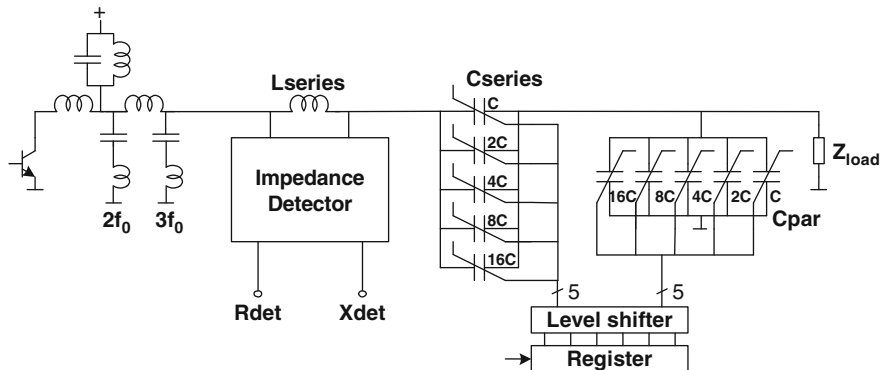 +
Lseries
Cseries
C
2C
4C
8C
16C
Impedance
Detector
2f₀ 3f₀
Rdet Xdet
16C 8C 4C 2C C
Cpar
Zload
5 5
Level shifter
Register